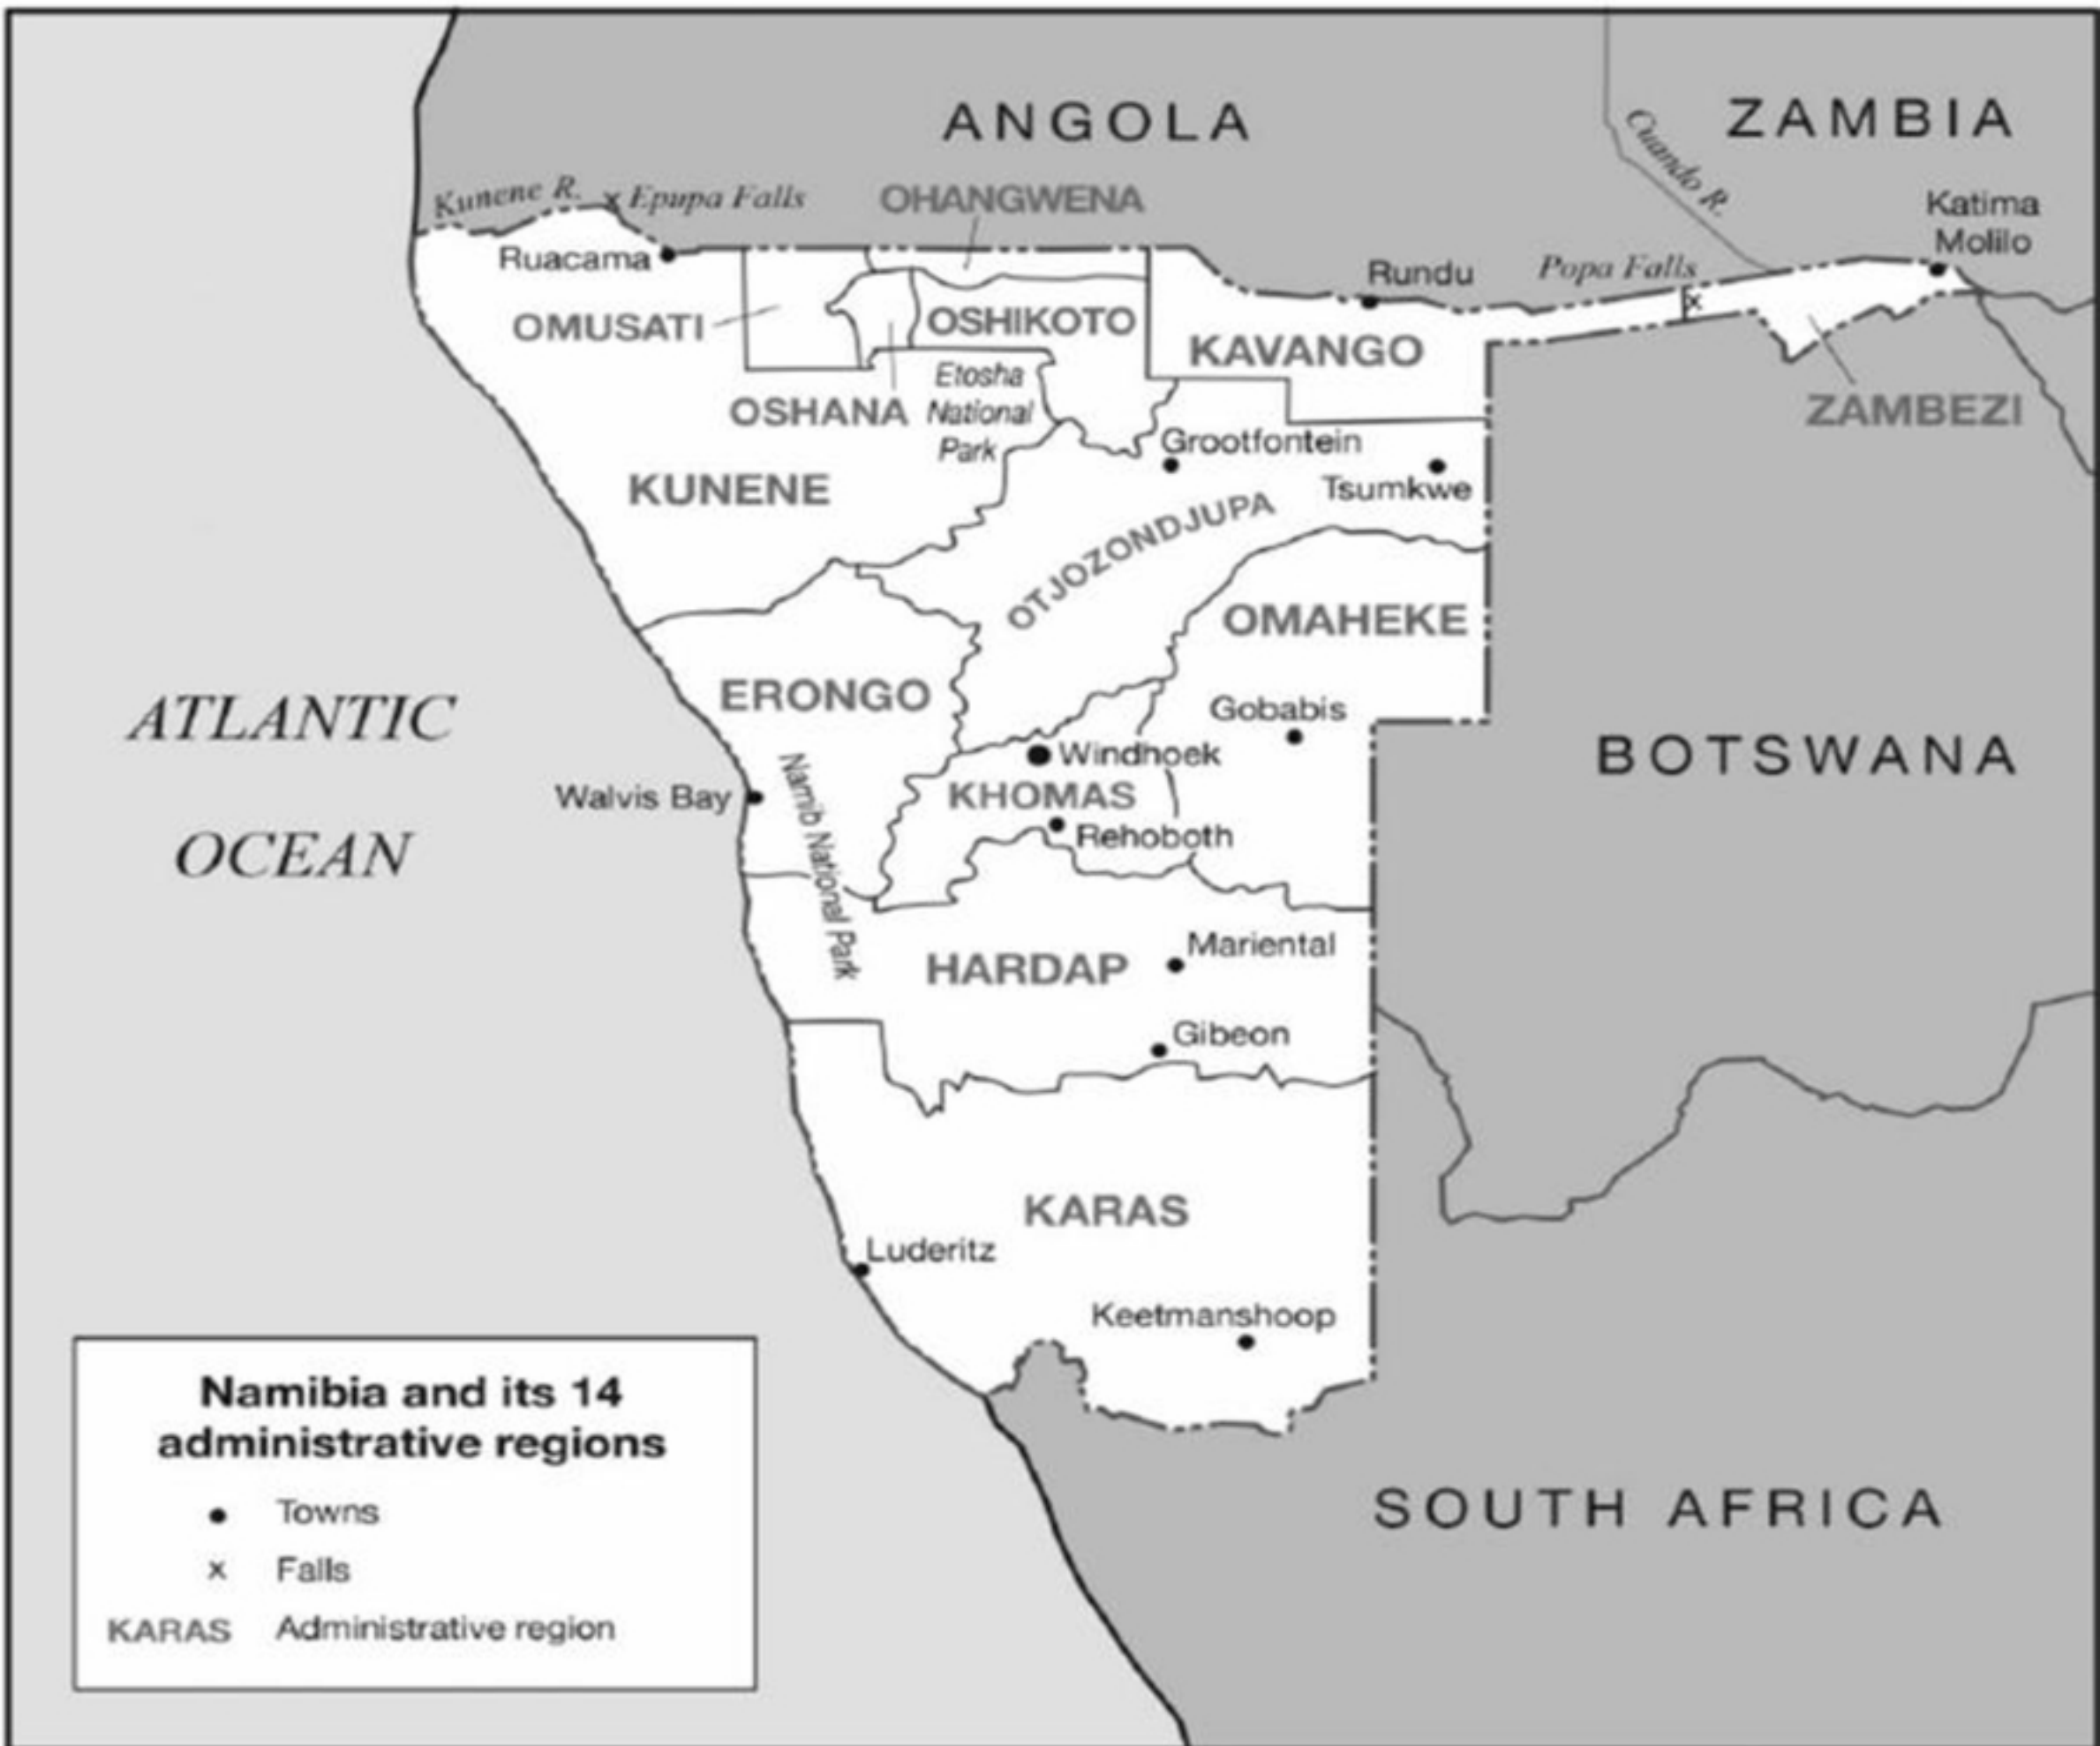 ANGOLA
ZAMBIA
Cuando R.
Kunene R.
Epupa Falls
OHANGWENA
Katima
Molilo
Ruacama
Rundu
Popa Falls
OMUSATI
OSHIKOTO
KAVANGO
Etosha
National
Park
OSHANA
ZAMBEZI
Grootfontein
KUNENE
Tsumkwe
OTJOZONDJUPA
OMAHEKE
ERONGO
Gobabis
ATLANTIC
OCEAN
Windhoek
BOTSWANA
Walvis Bay
Namib National Park
KHOMAS
Rehoboth
Mariental
HARDAP
Gibeon
KARAS
Luderitz
Keetmanshoop
SOUTH AFRICA
Namibia and its 14
administrative regions
Towns
x Falls
KARAS Administrative region